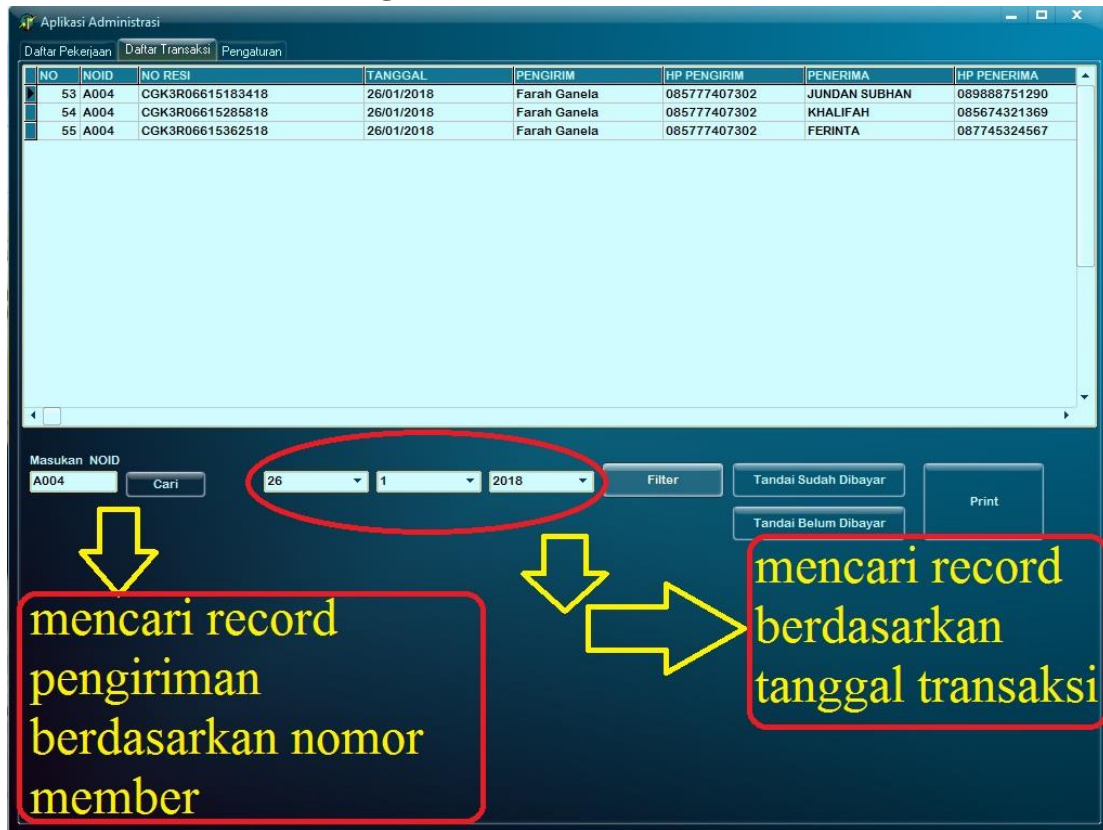 Aplikasi Administrasi
Daftar Pekerjaan Daftar Transaksi Pengaturan
NO NOID NO RESI TANGGAL PENGIRIM HP PENGIRIM PENERIMA HP PENERIMA
53 A004 CGK3R06615183418 26/01/2018 Farah Ganela 085777407302 JUNDAN SUBHAN 089888751290
54 A004 CGK3R06615285818 26/01/2018 Farah Ganela 085777407302 KHALIFAH 085674321369
55 A004 CGK3R06615362518 26/01/2018 Farah Ganela 085777407302 FERINTA 087745324567
Masukan NOID
A004 Cari 26 1 2018 Filter Tandai Sudah Dibayar
Print
Tandai Belum Dibayar
mencari record
pengiriman
berdasarkan nomor
member
mencari record
berdasarkan
tanggal transaksi